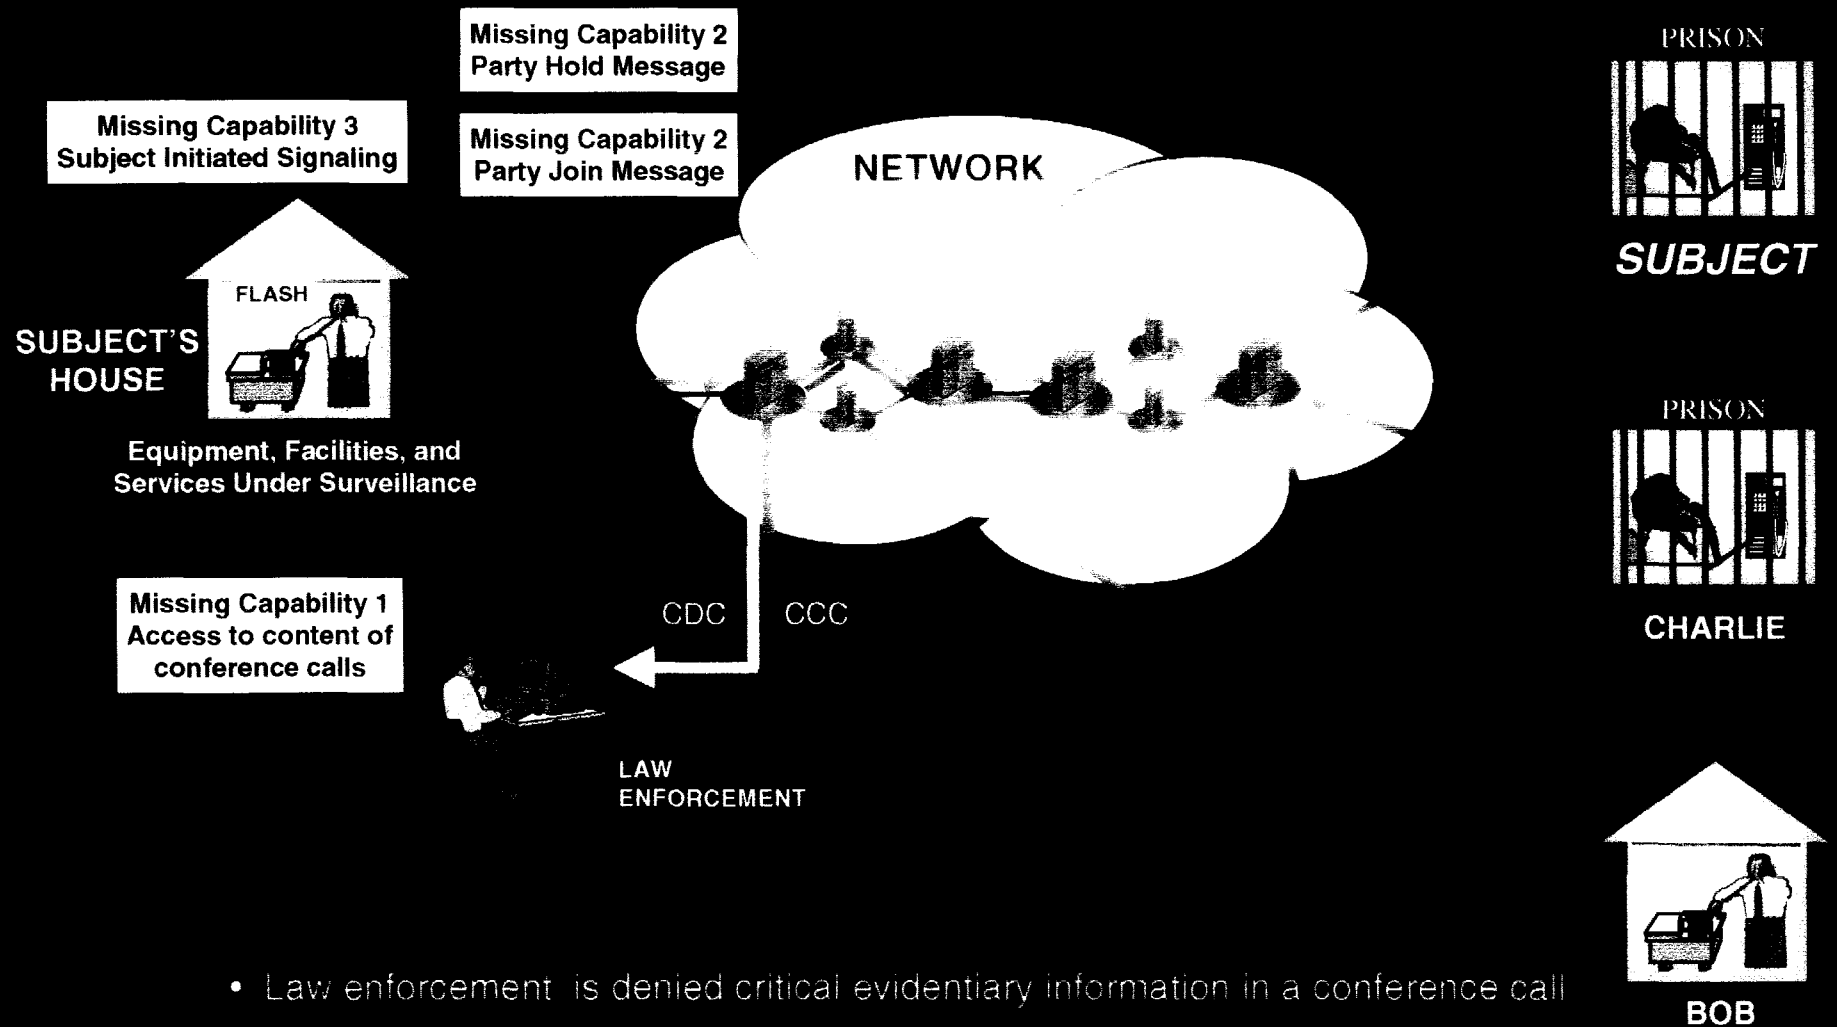 Missing Capability 2
Party Hold Message
Missing Capability 3
Subject Initiated Signaling
Missing Capability 2
Party Join Message
NETWORK
PRISON
SUBJECT
FLASH
SUBJECT'S
HOUSE
Equipment, Facilities, and
Services Under Surveillance
PRISON
CHARLIE
Missing Capability 1
Access to content of
conference calls
CDC
CCC
LAW
ENFORCEMENT
• Law enforcement is denied critical evidentiary information in a conference call
BOB